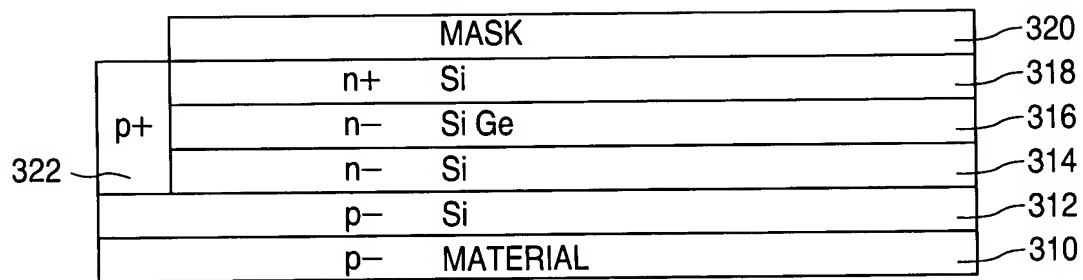 MASK 320
n+ Si 318
p+ n− Si Ge 316
322 n− Si 314
p− Si 312
p− MATERIAL 310